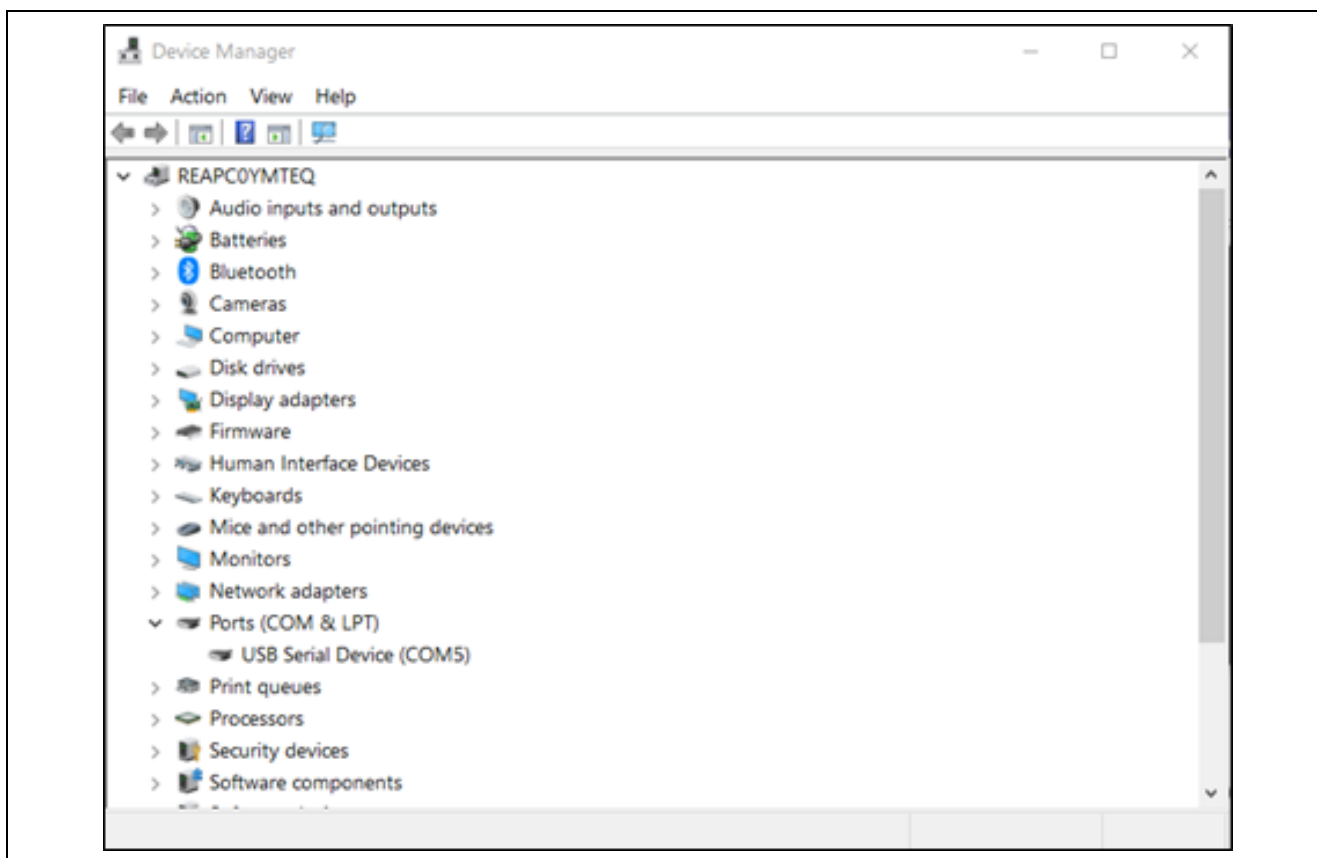 Device Manager
File Action View Help
REAPC0YMTEQ
Audio inputs and outputs
Batteries
Bluetooth
Cameras
Computer
Disk drives
Display adapters
Firmware
Human Interface Devices
Keyboards
Mice and other pointing devices
Monitors
Network adapters
Ports (COM & LPT)
USB Serial Device (COM5)
Print queues
Processors
Security devices
Software components